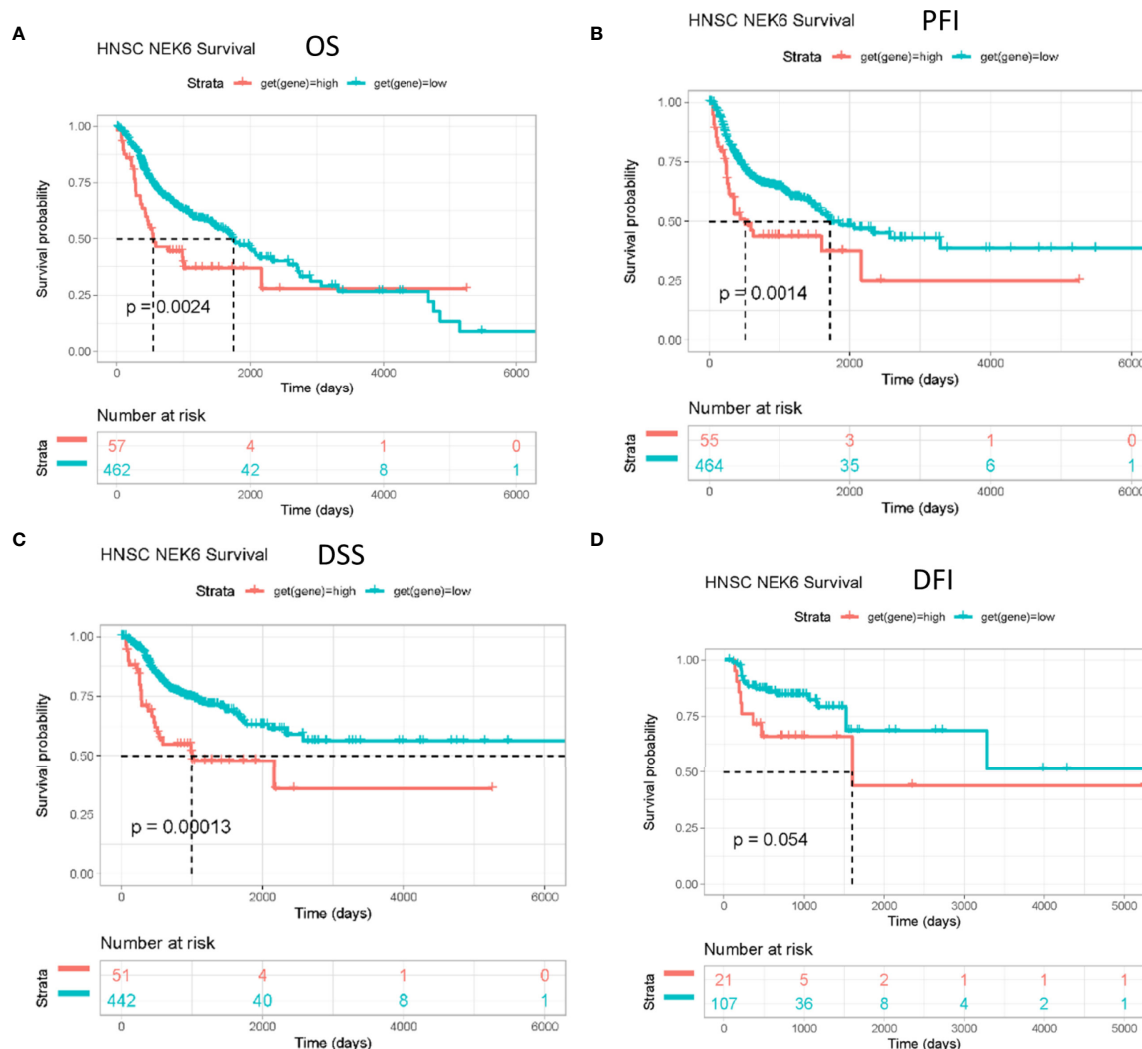 A
HNSC NEK6 Survival OS
Strata get(gene)=high get(gene)=low
1.00
0.75
0.50
0.25
0.00
Survival probability
p = 0.0024
0 2000 4000 6000
Time (days)
Number at risk
Strata
57 4 1 0
462 42 8 1
0 2000 4000 6000
Time (days)
B
HNSC NEK6 Survival PFI
Strata get(gene)=high get(gene)=low
1.00
0.75
0.50
0.25
0.00
Survival probability
p = 0.0014
0 2000 4000 6000
Time (days)
Number at risk
Strata
55 3 1 0
464 35 6 1
0 2000 4000 6000
Time (days)
C
HNSC NEK6 Survival DSS
Strata get(gene)=high get(gene)=low
1.00
0.75
0.50
0.25
0.00
Survival probability
p = 0.00013
0 2000 4000 6000
Time (days)
Number at risk
Strata
51 4 1 0
442 40 8 1
0 2000 4000 6000
Time (days)
D
HNSC NEK6 Survival DFI
Strata get(gene)=high get(gene)=low
1.00
0.75
0.50
0.25
0.00
Survival probability
p = 0.054
0 1000 2000 3000 4000 5000
Time (days)
Number at risk
Strata
21 5 2 1 1 1
107 36 8 4 2 1
0 1000 2000 3000 4000 5000
Time (days)